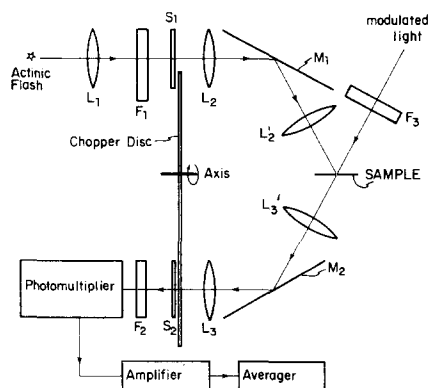 S1
modulated
light
M1
Actinic
Flash
L1
F1
L2
F3
L2'
Chopper Disc
Axis
SAMPLE
L3'
M2
Photomultiplier
F2
S2
L3
Amplifier
Averager